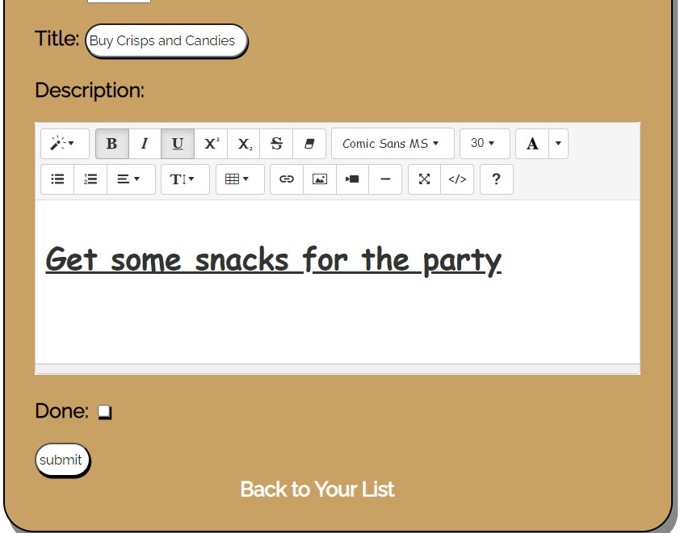 Title: Buy Crisps and Candies
Description:
B I U X² X₂ S Comic Sans MS 30 A
T </> ?
Get some snacks for the party
Done:
submit
Back to Your List